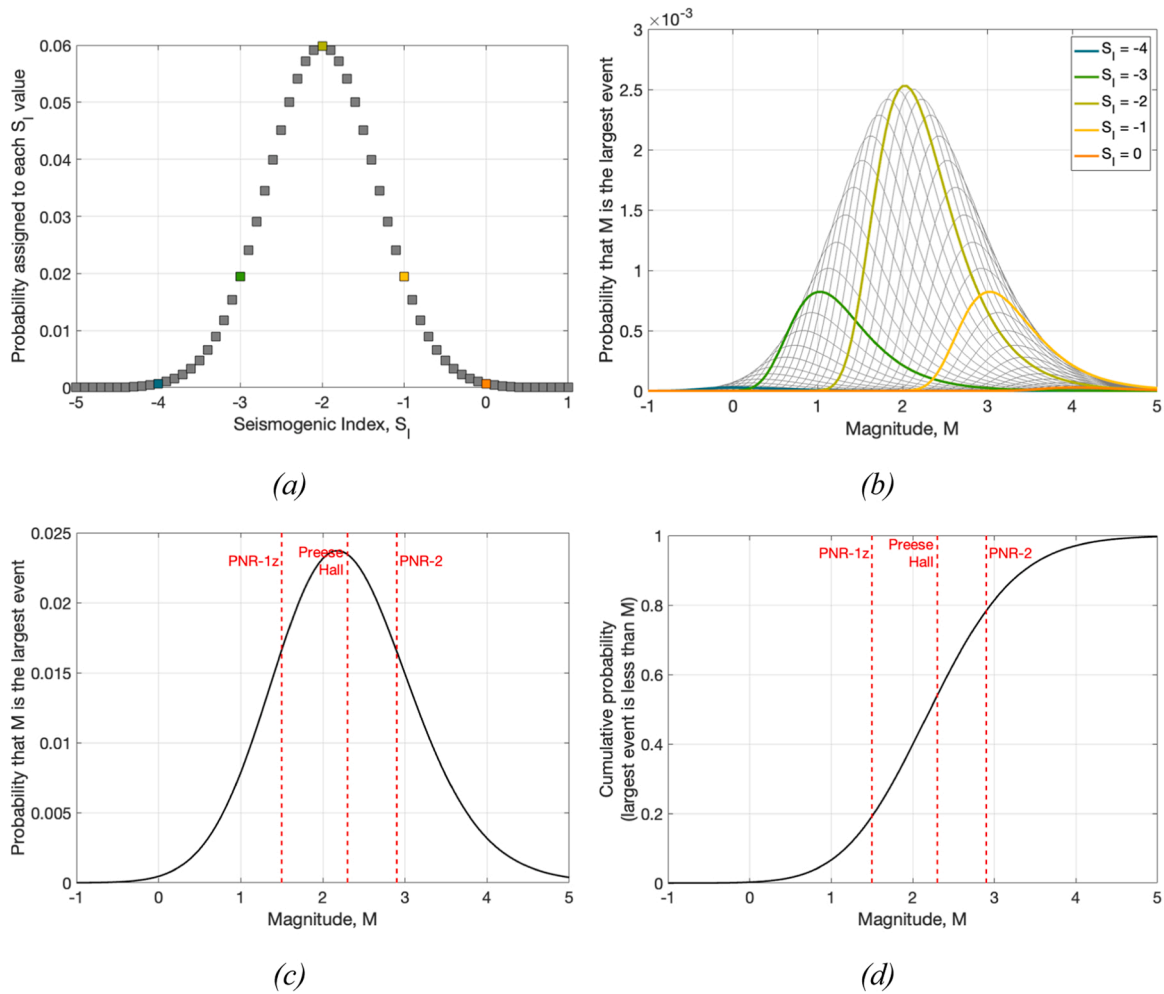 0.06
0.05
0.04
0.03
0.02
0.01
0
Probability assigned to each S_I value
-5 -4 -3 -2 -1 0 1
Seismogenic Index, S_I
(a)
×10⁻³
3
2.5
2
1.5
1
0.5
0
Probability that M is the largest event
S_I = -4
S_I = -3
S_I = -2
S_I = -1
S_I = 0
-1 0 1 2 3 4 5
Magnitude, M
(b)
0.025
0.02
0.015
0.01
0.005
0
Probability that M is the largest event
PNR-1z
Preese
Hall
PNR-2
-1 0 1 2 3 4 5
Magnitude, M
(c)
1
0.8
0.6
0.4
0.2
0
Cumulative probability
(largest event is less than M)
PNR-1z
Preese
Hall
PNR-2
-1 0 1 2 3 4 5
Magnitude, M
(d)